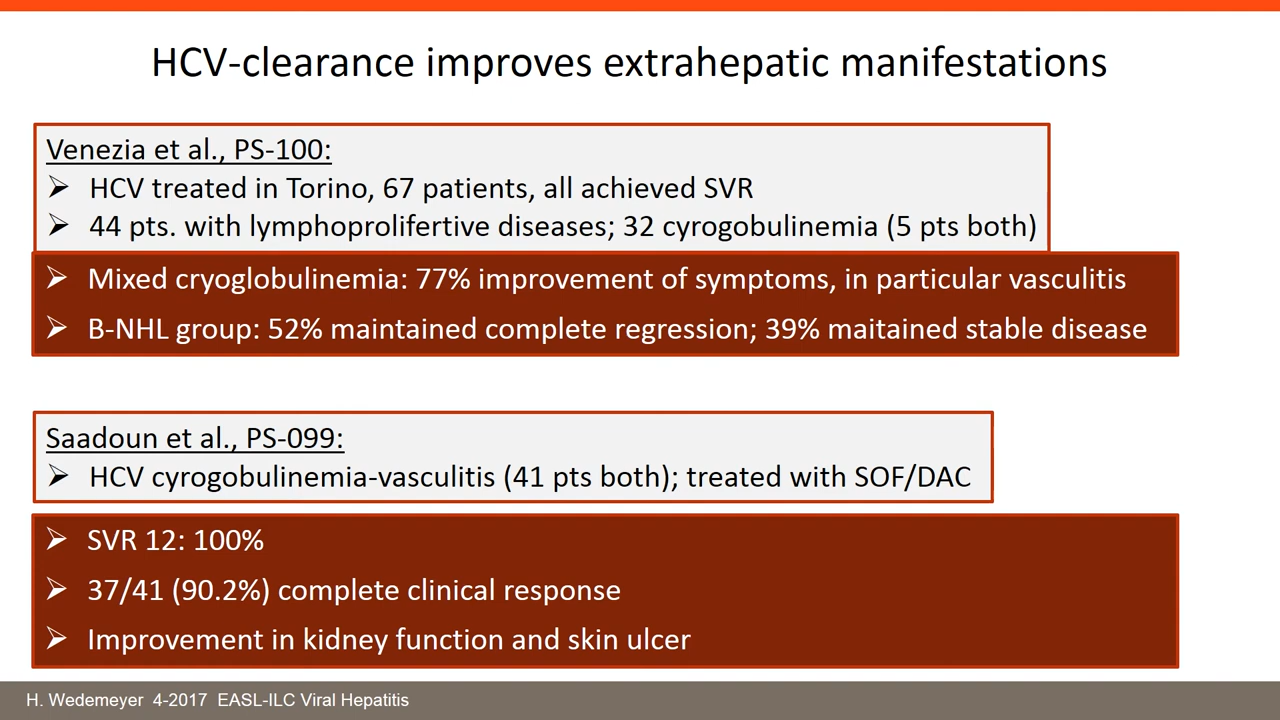 HCV-clearance improves extrahepatic manifestations
Venezia et al., PS-100:
➢ HCV treated in Torino, 67 patients, all achieved SVR
➢ 44 pts. with lymphoprolifertive diseases; 32 cyrogobulinemia (5 pts both)
➢ Mixed cryoglobulinemia: 77% improvement of symptoms, in particular vasculitis
➢ B-NHL group: 52% maintained complete regression; 39% maitained stable disease
Saadoun et al., PS-099:
➢ HCV cyrogobulinemia-vasculitis (41 pts both); treated with SOF/DAC
➢ SVR 12: 100%
➢ 37/41 (90.2%) complete clinical response
➢ Improvement in kidney function and skin ulcer
H. Wedemeyer 4-2017 EASL-ILC Viral Hepatitis